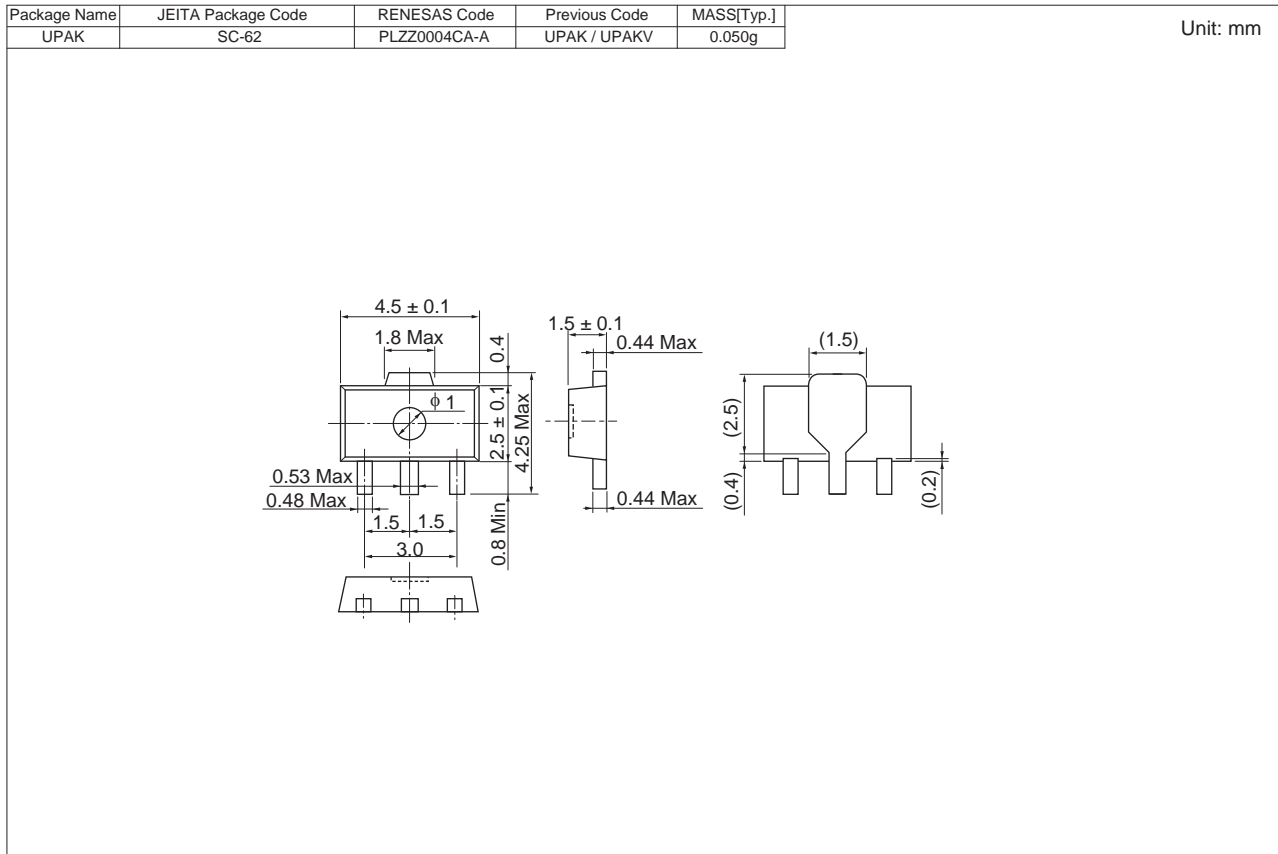 Package Name JEITA Package Code RENESAS Code Previous Code MASS[Typ.]
UPAK SC-62 PLZZ0004CA-A UPAK / UPAKV 0.050g
Unit: mm
4.5 ± 0.1
1.8 Max
0.4
ϕ 1
2.5 ± 0.1
4.25 Max
0.53 Max
0.48 Max
1.5 1.5
3.0
0.8 Min
1.5 ± 0.1
0.44 Max
0.44 Max
(1.5)
(2.5)
(0.4)
(0.2)